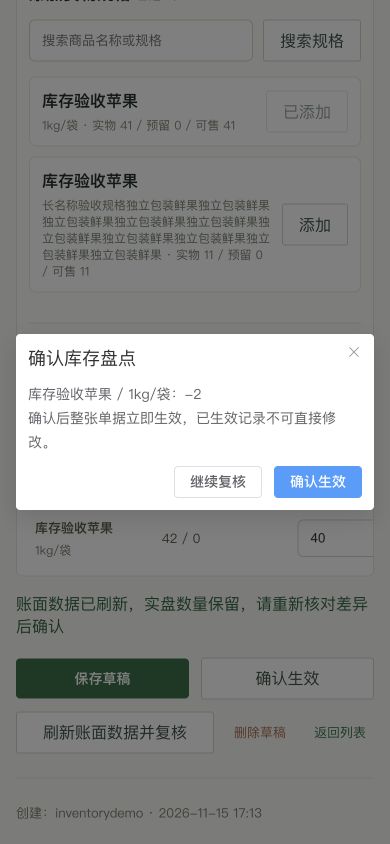 搜索商品名称或规格
搜索规格
库存验收苹果
1kg/袋 · 实物 41 / 预留 0 / 可售 41
已添加
库存验收苹果
长名称验收规格独立包装鲜果独立包装鲜果
独立包装鲜果独立包装鲜果独立包装鲜果独
立包装鲜果独立包装鲜果独立包装鲜果独立
包装鲜果独立包装鲜果 · 实物 11 / 预留 0
/ 可售 11
添加
确认库存盘点
库存验收苹果 / 1kg/袋：-2
确认后整张单据立即生效，已生效记录不可直接修
改。
继续复核
确认生效
库存验收苹果
1kg/袋
42 / 0
40
账面数据已刷新，实盘数量保留，请重新核对差异
后确认
保存草稿
确认生效
刷新账面数据并复核
删除草稿
返回列表
创建：inventorydemo · 2026-11-15 17:13